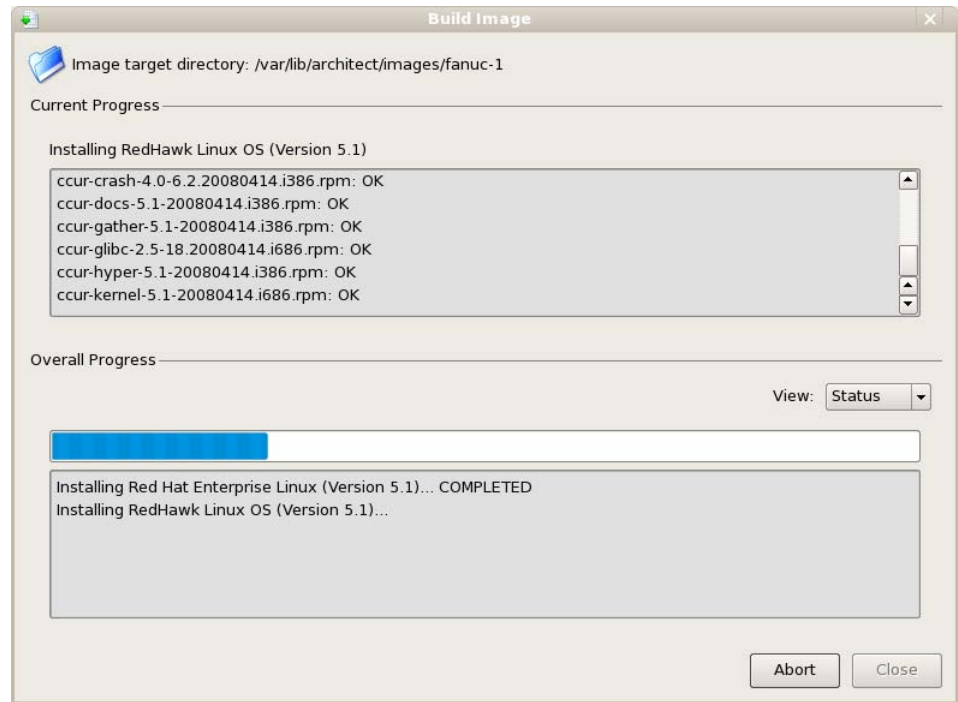 Build Image
Image target directory: /var/lib/architect/images/fanuc-1
Current Progress
Installing RedHawk Linux OS (Version 5.1)
ccur-crash-4.0-6.2.20080414.i386.rpm: OK
ccur-docs-5.1-20080414.i386.rpm: OK
ccur-gather-5.1-20080414.i386.rpm: OK
ccur-glibc-2.5-18.20080414.i686.rpm: OK
ccur-hyper-5.1-20080414.i386.rpm: OK
ccur-kernel-5.1-20080414.i686.rpm: OK
Overall Progress
View: Status
Installing Red Hat Enterprise Linux (Version 5.1)... COMPLETED
Installing RedHawk Linux OS (Version 5.1)...
Abort Close